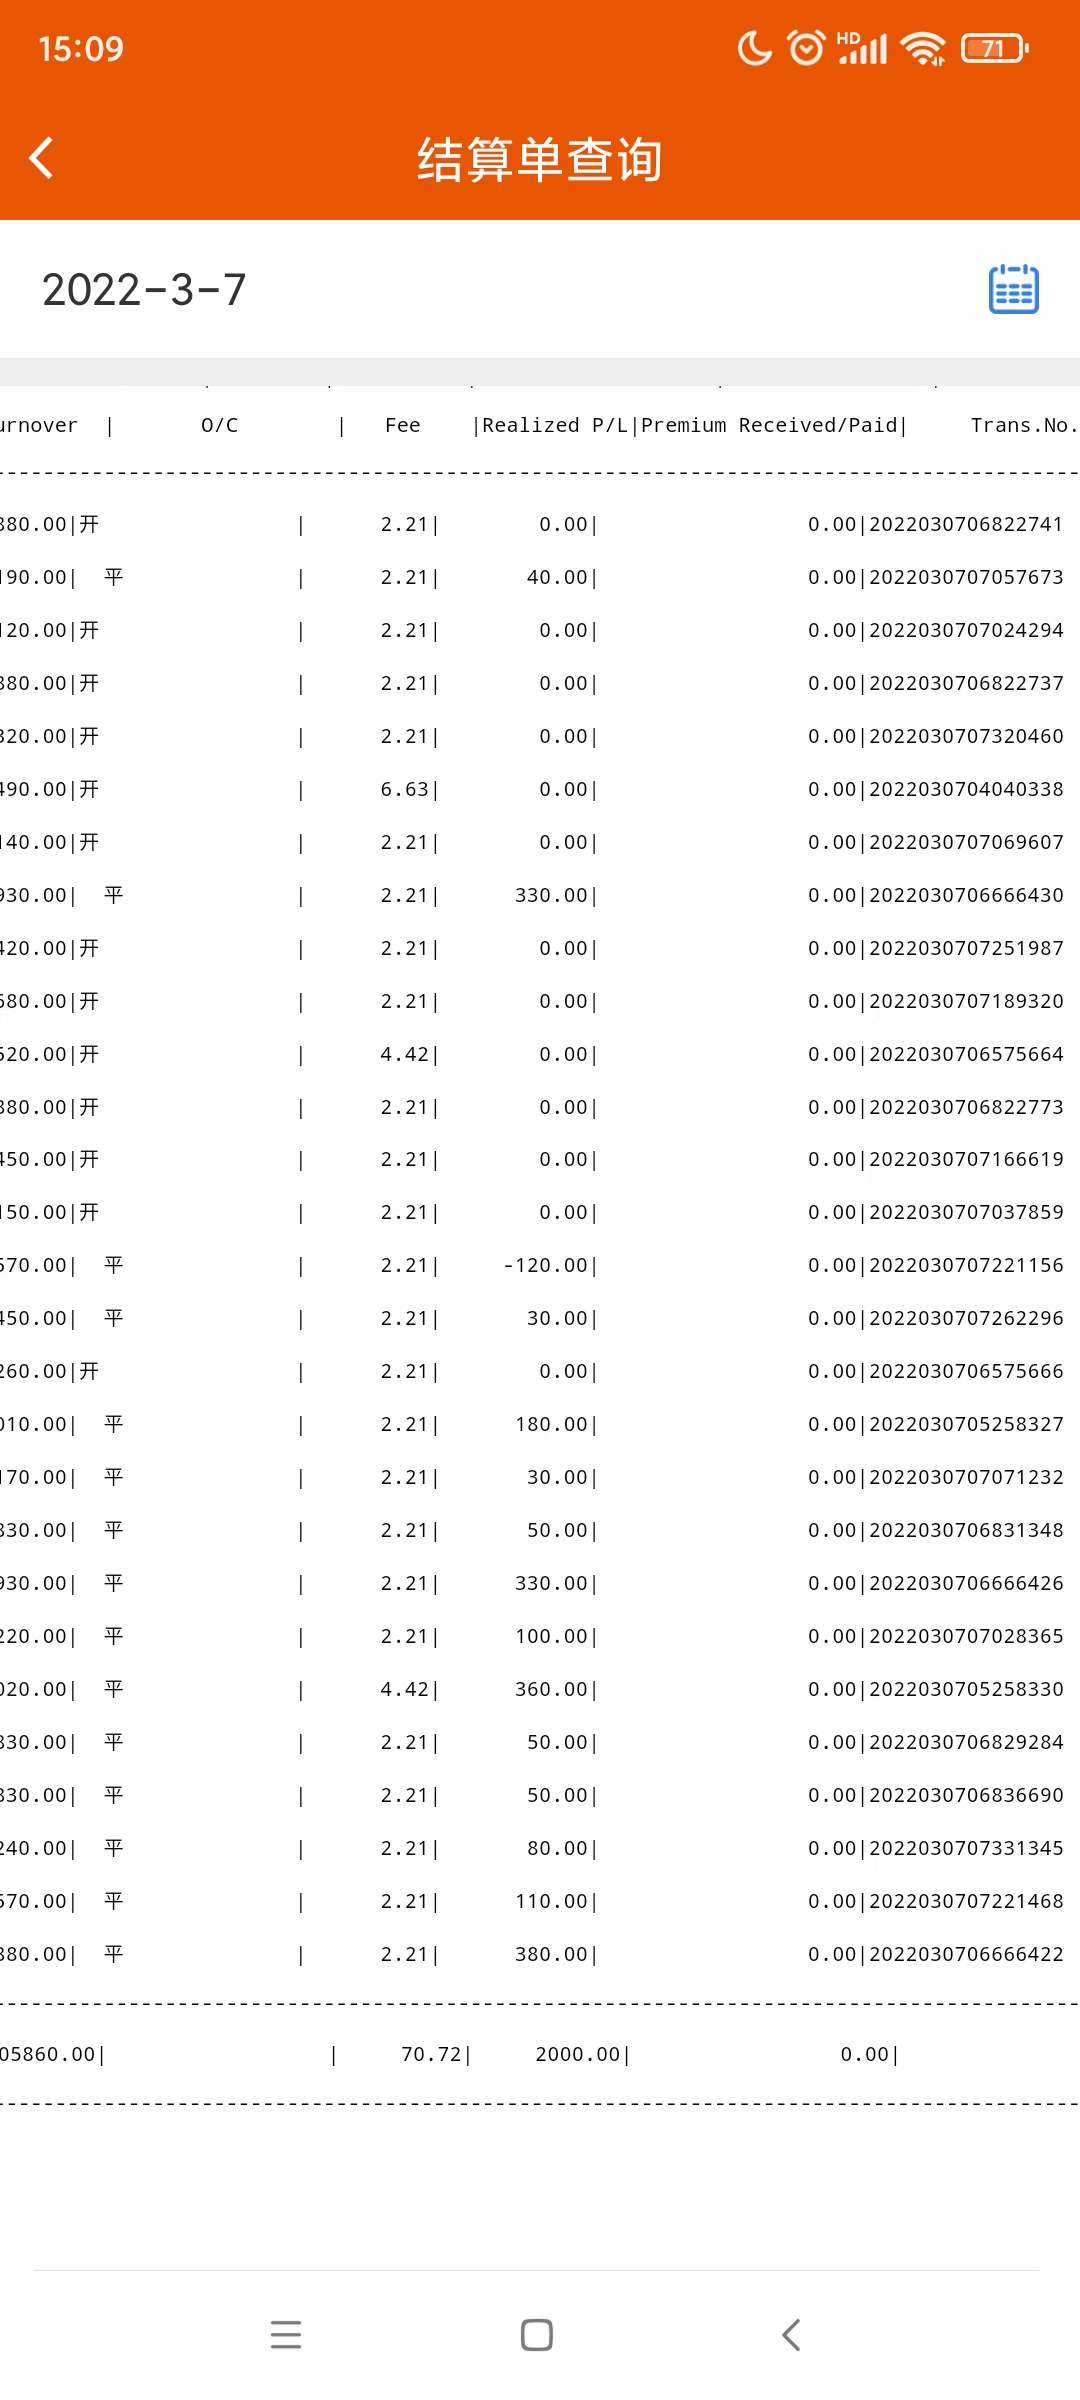 15:09
HD
71
结算单查询
2022-3-7
urnover | O/C | Fee |Realized P/L|Premium Received/Paid| Trans.No.
380.00|开 | 2.21| 0.00| 0.00|2022030706822741
190.00| 平 | 2.21| 40.00| 0.00|2022030707057673
120.00|开 | 2.21| 0.00| 0.00|2022030707024294
380.00|开 | 2.21| 0.00| 0.00|2022030706822737
320.00|开 | 2.21| 0.00| 0.00|2022030707320460
490.00|开 | 6.63| 0.00| 0.00|2022030704040338
140.00|开 | 2.21| 0.00| 0.00|2022030707069607
930.00| 平 | 2.21| 330.00| 0.00|2022030706666430
420.00|开 | 2.21| 0.00| 0.00|2022030707251987
680.00|开 | 2.21| 0.00| 0.00|2022030707189320
520.00|开 | 4.42| 0.00| 0.00|2022030706575664
380.00|开 | 2.21| 0.00| 0.00|2022030706822773
450.00|开 | 2.21| 0.00| 0.00|2022030707166619
150.00|开 | 2.21| 0.00| 0.00|2022030707037859
570.00| 平 | 2.21| -120.00| 0.00|2022030707221156
450.00| 平 | 2.21| 30.00| 0.00|2022030707262296
260.00|开 | 2.21| 0.00| 0.00|2022030706575666
010.00| 平 | 2.21| 180.00| 0.00|2022030705258327
170.00| 平 | 2.21| 30.00| 0.00|2022030707071232
830.00| 平 | 2.21| 50.00| 0.00|2022030706831348
930.00| 平 | 2.21| 330.00| 0.00|2022030706666426
220.00| 平 | 2.21| 100.00| 0.00|2022030707028365
020.00| 平 | 4.42| 360.00| 0.00|2022030705258330
830.00| 平 | 2.21| 50.00| 0.00|2022030706829284
830.00| 平 | 2.21| 50.00| 0.00|2022030706836690
240.00| 平 | 2.21| 80.00| 0.00|2022030707331345
570.00| 平 | 2.21| 110.00| 0.00|2022030707221468
880.00| 平 | 2.21| 380.00| 0.00|2022030706666422
05860.00| | 70.72| 2000.00| 0.00|